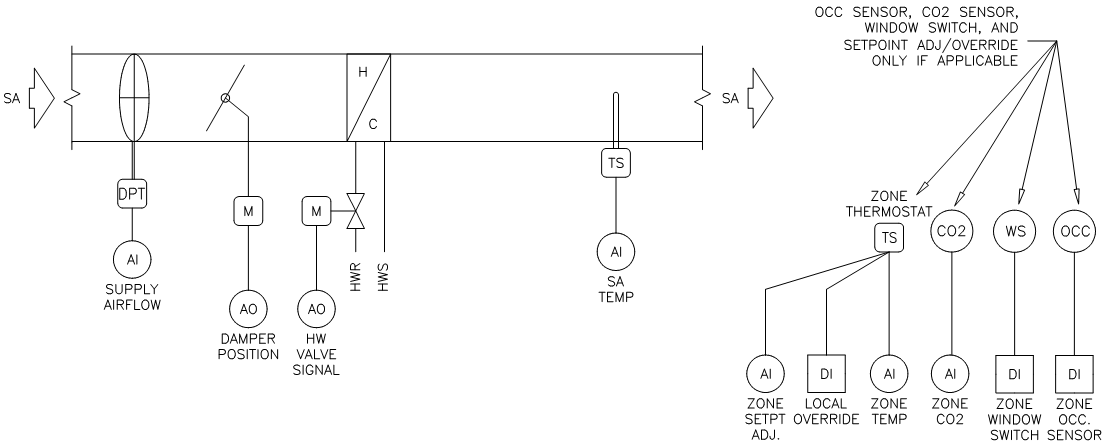 OCC SENSOR, CO2 SENSOR,
WINDOW SWITCH, AND
SETPOINT ADJ/OVERRIDE
ONLY IF APPLICABLE
SA
H
C
SA
DPT
M
M
TS
AI
SUPPLY
AIRFLOW
AO
DAMPER
POSITION
AO
HW
VALVE
SIGNAL
HWR
HWS
AI
SA
TEMP
ZONE
THERMOSTAT
TS
CO2
WS
OCC
AI
ZONE
SETPT
ADJ.
DI
LOCAL
OVERRIDE
AI
ZONE
TEMP
AI
ZONE
CO2
DI
ZONE
WINDOW
SWITCH
DI
ZONE
OCC.
SENSOR